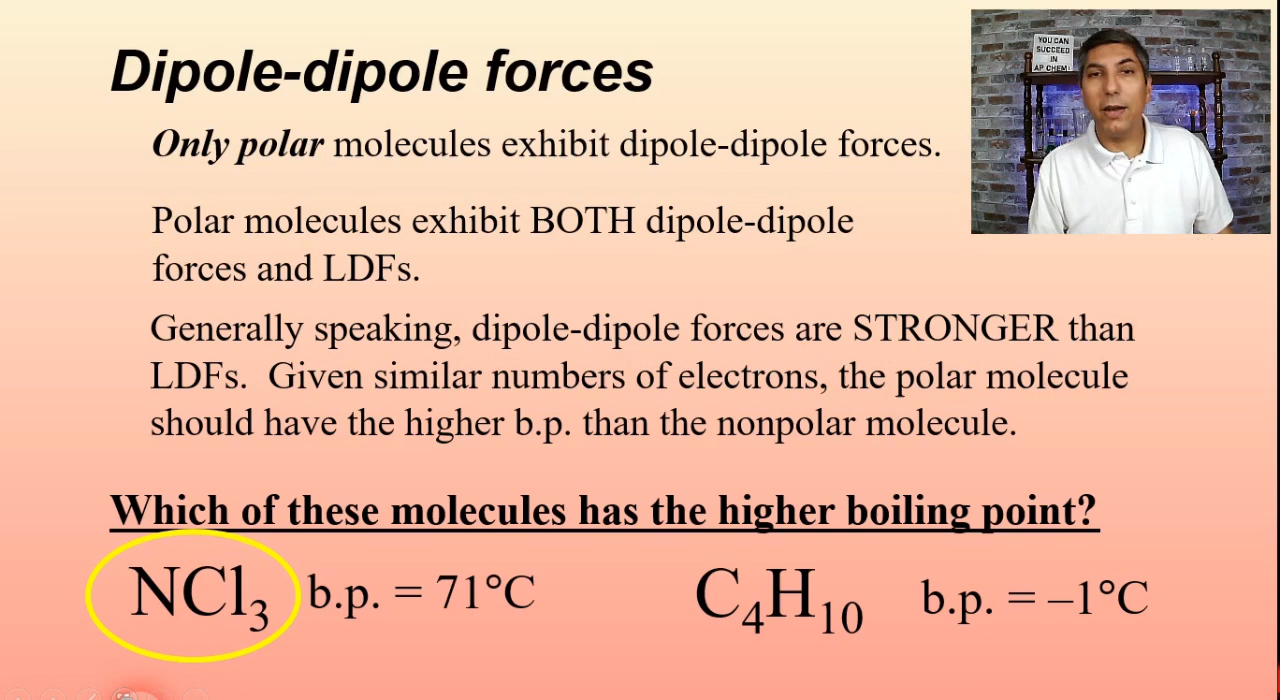 Dipole-dipole forces
YOU CAN
SUCCEED
IN
AP CHEM!
Only polar molecules exhibit dipole-dipole forces.
Polar molecules exhibit BOTH dipole-dipole
forces and LDFs.
Generally speaking, dipole-dipole forces are STRONGER than
LDFs.  Given similar numbers of electrons, the polar molecule
should have the higher b.p. than the nonpolar molecule.
Which of these molecules has the higher boiling point?
NCl₃ b.p. = 71°C C₄H₁₀ b.p. = –1°C